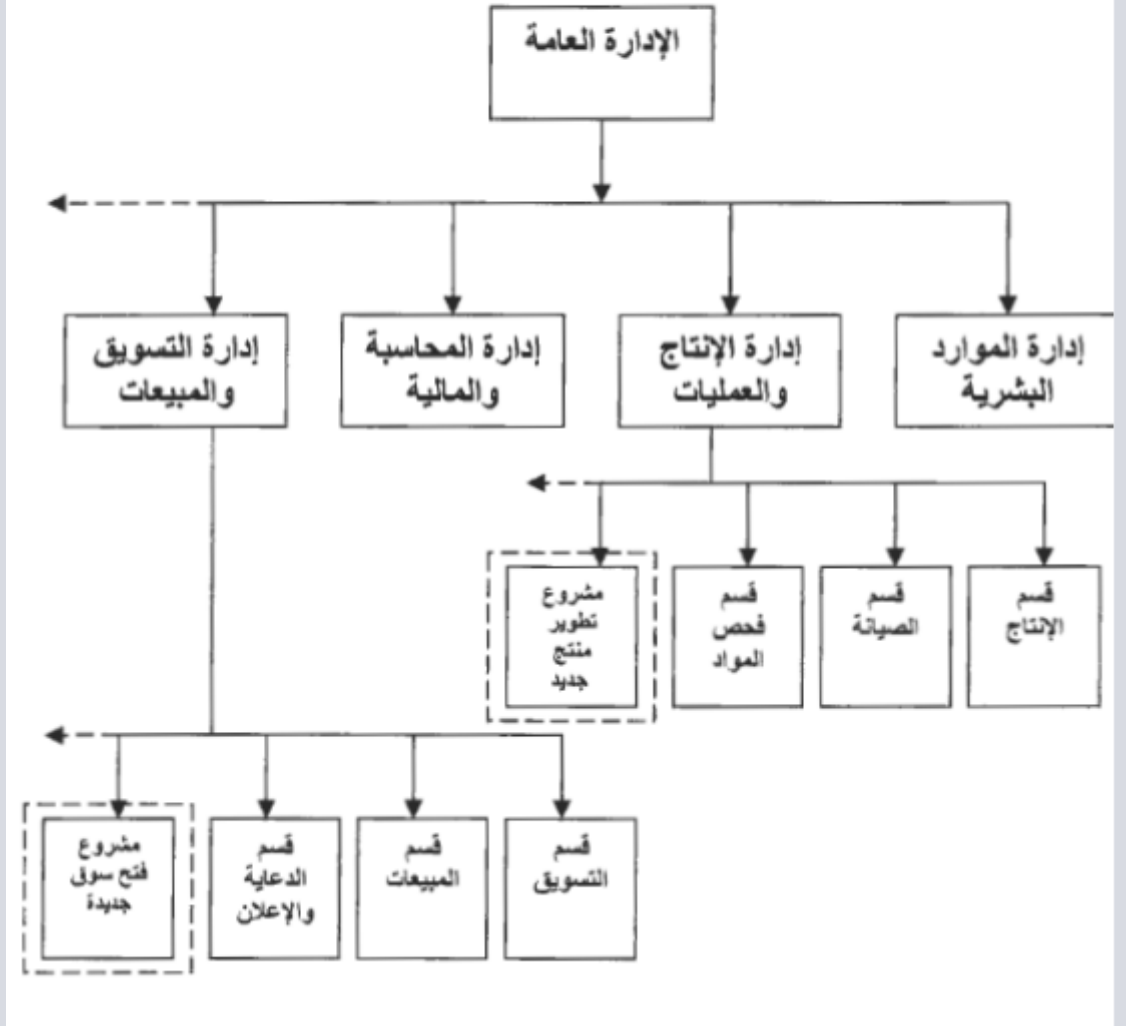 الإدارة العامة
إدارة الموارد
البشرية
إدارة الإنتاج
والعمليات
إدارة المحاسبة
والمالية
إدارة التسويق
والمبيعات
قسم
الإنتاج
قسم
الصيانة
قسم
فحص
المواد
مشروع
تطوير
منتج
جديد
قسم
التسويق
قسم
المبيعات
قسم
الدعاية
والإعلان
مشروع
فتح سوق
جديدة